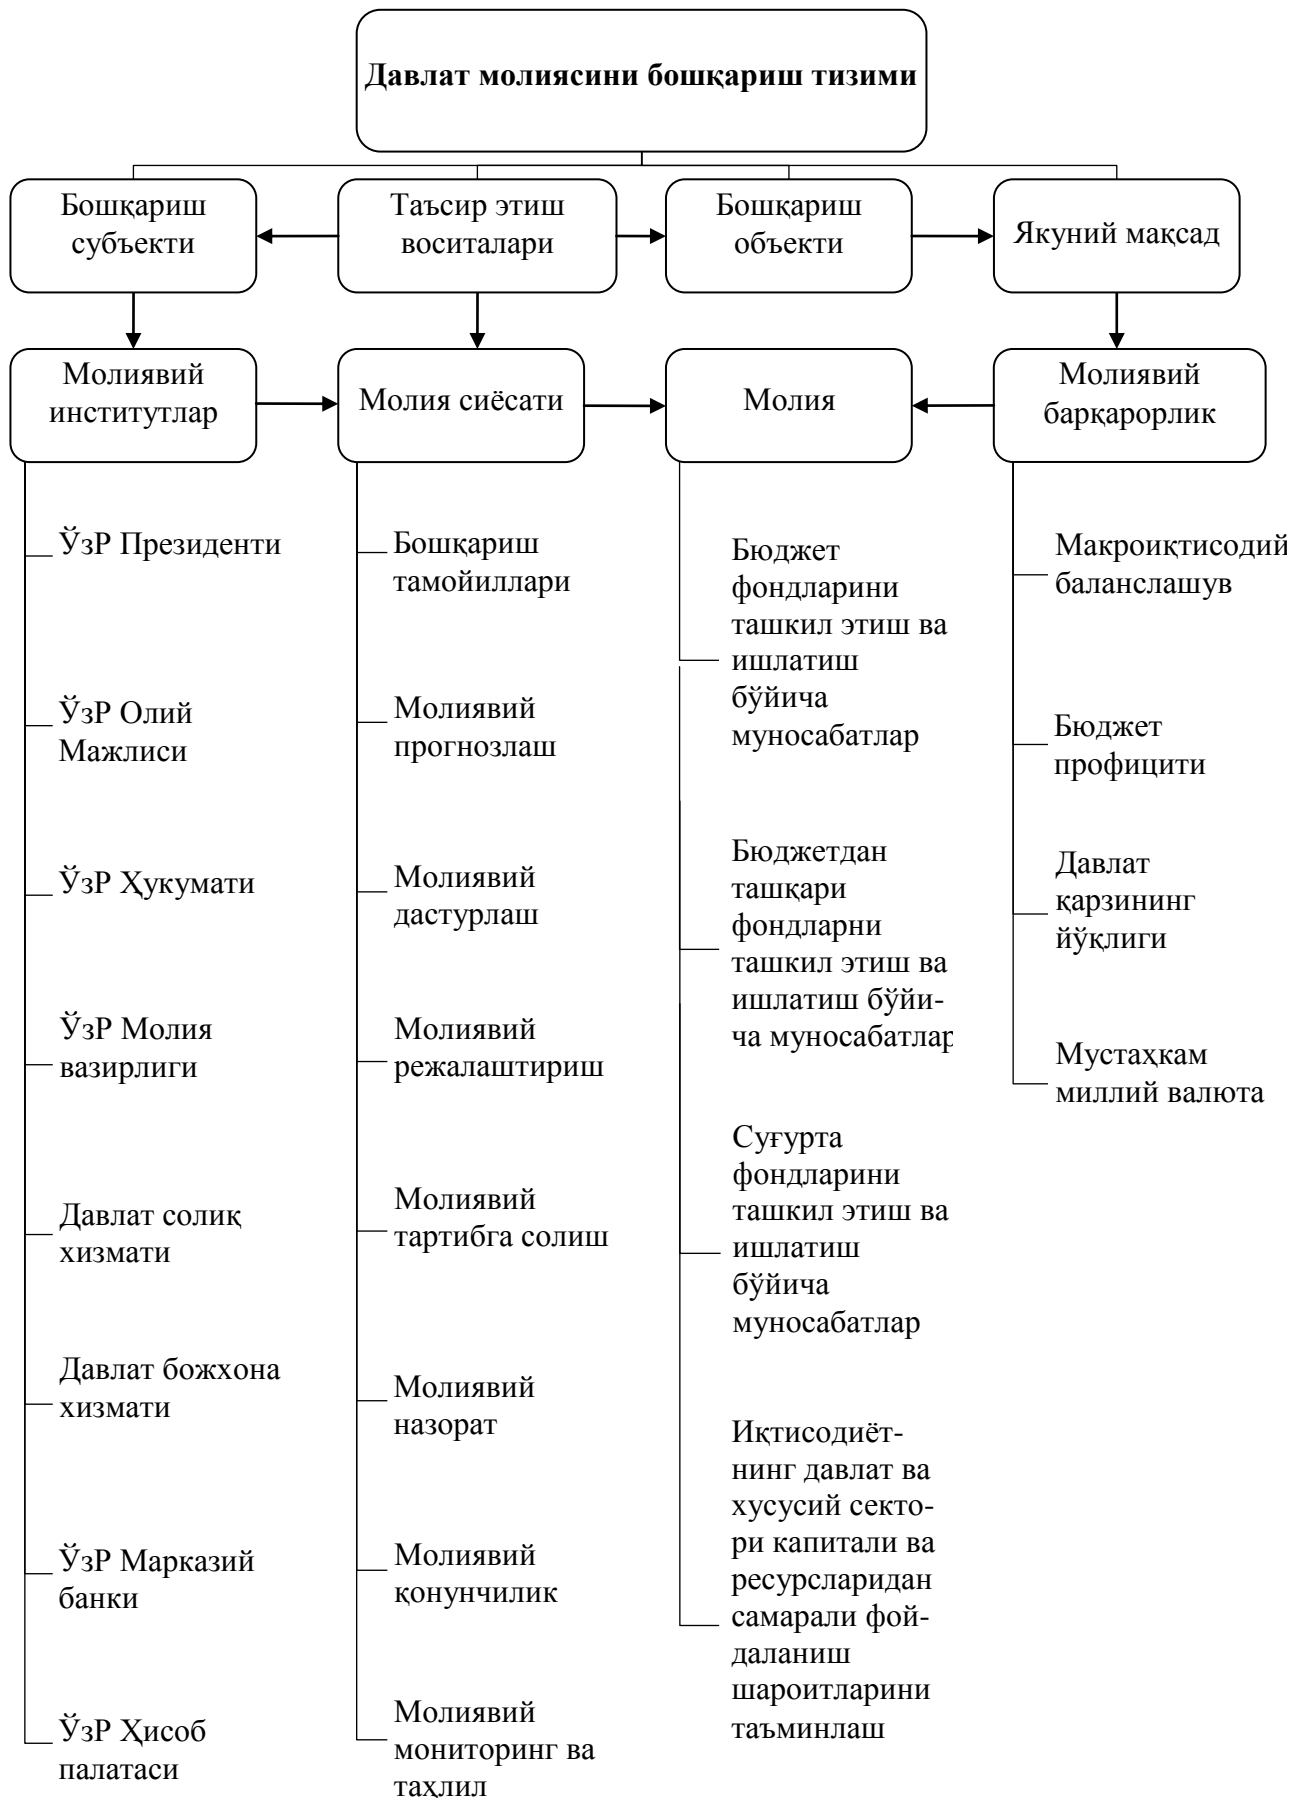 Давлат молиясини бошқариш тизими
Бошқариш
субъекти
Таъсир этиш
воситалари
Бошқариш
объекти
Якуний мақсад
Молиявий
институтлар
Молия сиёсати
Молия
Молиявий
барқарорлик
ЎзР Президенти
ЎзР Олий
Мажлиси
ЎзР Ҳукумати
ЎзР Молия
вазирлиги
Давлат солиқ
хизмати
Давлат божхона
хизмати
ЎзР Марказий
банки
ЎзР Ҳисоб
палатаси
Бошқариш
тамойиллари
Молиявий
прогнозлаш
Молиявий
дастурлаш
Молиявий
режалаштириш
Молиявий
тартибга солиш
Молиявий
назорат
Молиявий
қонунчилик
Молиявий
мониторинг ва
таҳлил
Бюджет
фондларини
ташкил этиш ва
ишлатиш
бўйича
муносабатлар
Бюджетдан
ташқари
фондларни
ташкил этиш ва
ишлатиш бўйи-
ча муносабатлар
Суғурта
фондларини
ташкил этиш ва
ишлатиш
бўйича
муносабатлар
Иқтисодиёт-
нинг давлат ва
хусусий секто-
ри капитали ва
ресурсларидан
самарали фой-
даланиш
шароитларини
таъминлаш
Макроиқтисодий
баланслашув
Бюджет
профицити
Давлат
қарзининг
йўқлиги
Мустаҳкам
миллий валюта